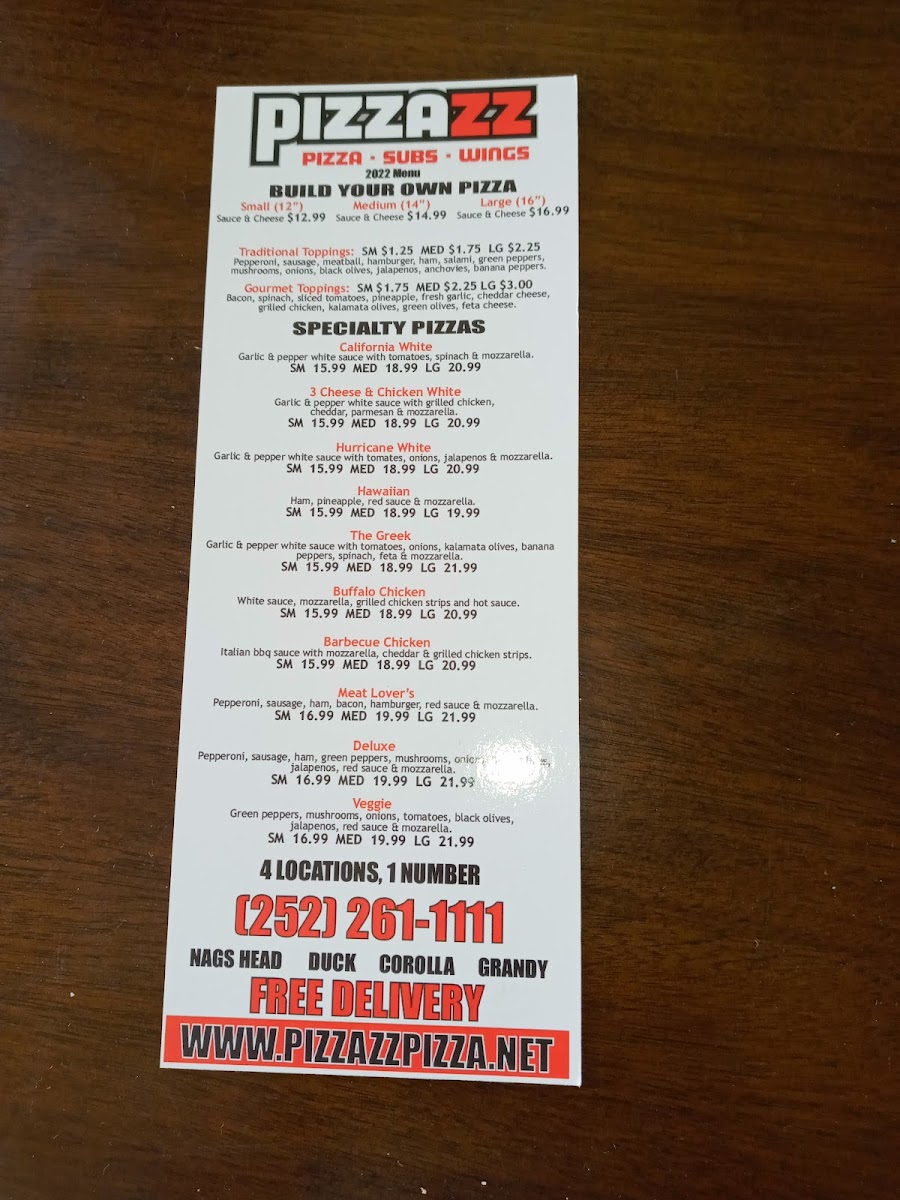 PIZZAZZ
PIZZA · SUBS · WINGS
2022 Menu
BUILD YOUR OWN PIZZA
Small (12") Medium (14") Large (16")
Sauce & Cheese $12.99 Sauce & Cheese $14.99 Sauce & Cheese $16.99
Traditional Toppings: SM $1.25 MED $1.75 LG $2.25
Pepperoni, sausage, meatball, hamburger, ham, salami, green peppers,
mushrooms, onions, black olives, jalapenos, anchovies, banana peppers.
Gourmet Toppings: SM $1.75 MED $2.25 LG $3.00
Bacon, spinach, sliced tomatoes, pineapple, fresh garlic, cheddar cheese,
grilled chicken, kalamata olives, green olives, feta cheese.
SPECIALTY PIZZAS
California White
Garlic & pepper white sauce with tomatoes, spinach & mozzarella.
SM 15.99 MED 18.99 LG 20.99
3 Cheese & Chicken White
Garlic & pepper white sauce with grilled chicken,
cheddar, parmesan & mozzarella.
SM 15.99 MED 18.99 LG 20.99
Hurricane White
Garlic & pepper white sauce with tomates, onions, jalapenos & mozzarella.
SM 15.99 MED 18.99 LG 20.99
Hawaiian
Ham, pineapple, red sauce & mozzarella.
SM 15.99 MED 18.99 LG 19.99
The Greek
Garlic & pepper white sauce with tomatoes, onions, kalamata olives, banana
peppers, spinach, feta & mozzarella.
SM 15.99 MED 18.99 LG 21.99
Buffalo Chicken
White sauce, mozzarella, grilled chicken strips and hot sauce.
SM 15.99 MED 18.99 LG 20.99
Barbecue Chicken
Italian bbq sauce with mozzarella, cheddar & grilled chicken strips.
SM 15.99 MED 18.99 LG 20.99
Meat Lover's
Pepperoni, sausage, ham, bacon, hamburger, red sauce & mozzarella.
SM 16.99 MED 19.99 LG 21.99
Deluxe
Pepperoni, sausage, ham, green peppers, mushrooms,
jalapenos, red sauce & mozzarella.
SM 16.99 MED 19.99 LG 21.99
Veggie
Green peppers, mushrooms, onions, tomatoes, black olives,
jalapenos, red sauce & mozarella.
SM 16.99 MED 19.99 LG 21.99
4 LOCATIONS, 1 NUMBER
(252) 261-1111
NAGS HEAD DUCK COROLLA GRANDY
FREE DELIVERY
WWW.PIZZAZZPIZZA.NET